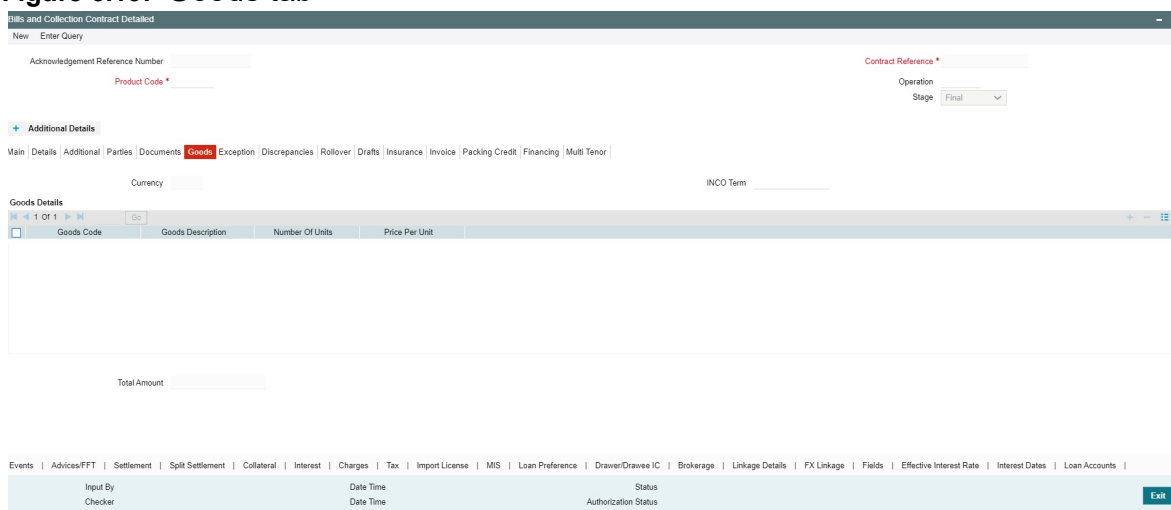 Bills and Collection Contract Detailed –
New Enter Query
Acknowledgement Reference Number Contract Reference *
Product Code * Operation
Stage Final
+ Additional Details
Main Details Additional Parties Documents Goods Exception Discrepancies Rollover Drafts Insurance Invoice Packing Credit Financing Multi Tenor
Currency INCO Term
Goods Details
1 Of 1 Go
Goods Code Goods Description Number Of Units Price Per Unit
Total Amount
Events | Advices/FFT | Settlement | Split Settlement | Collateral | Interest | Charges | Tax | Import License | MIS | Loan Preference | Drawer/Drawee IC | Brokerage | Linkage Details | FX Linkage | Fields | Effective Interest Rate | Interest Dates | Loan Accounts |
Input By Date Time Status
Checker Date Time Authorization Status
Exit